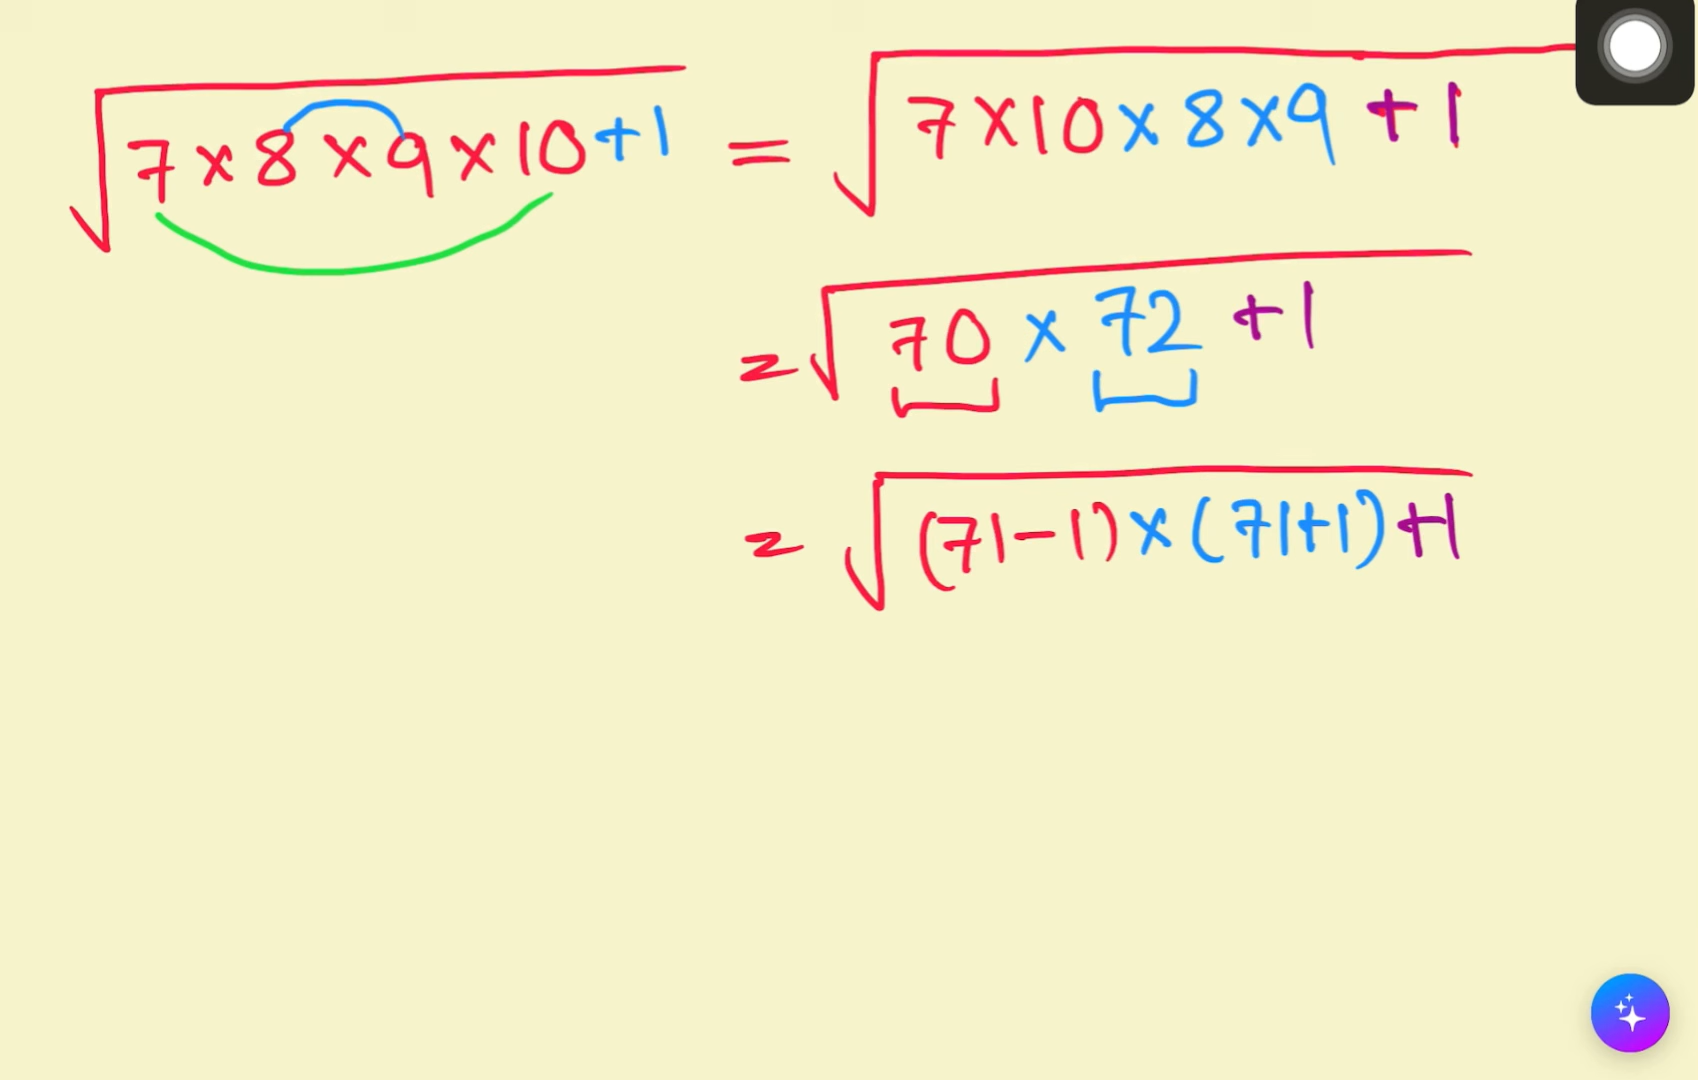 √(7×8×9×10+1) = √(7×10×8×9+1)
=√(70×72+1)
=√((71-1)×(71+1)+1)